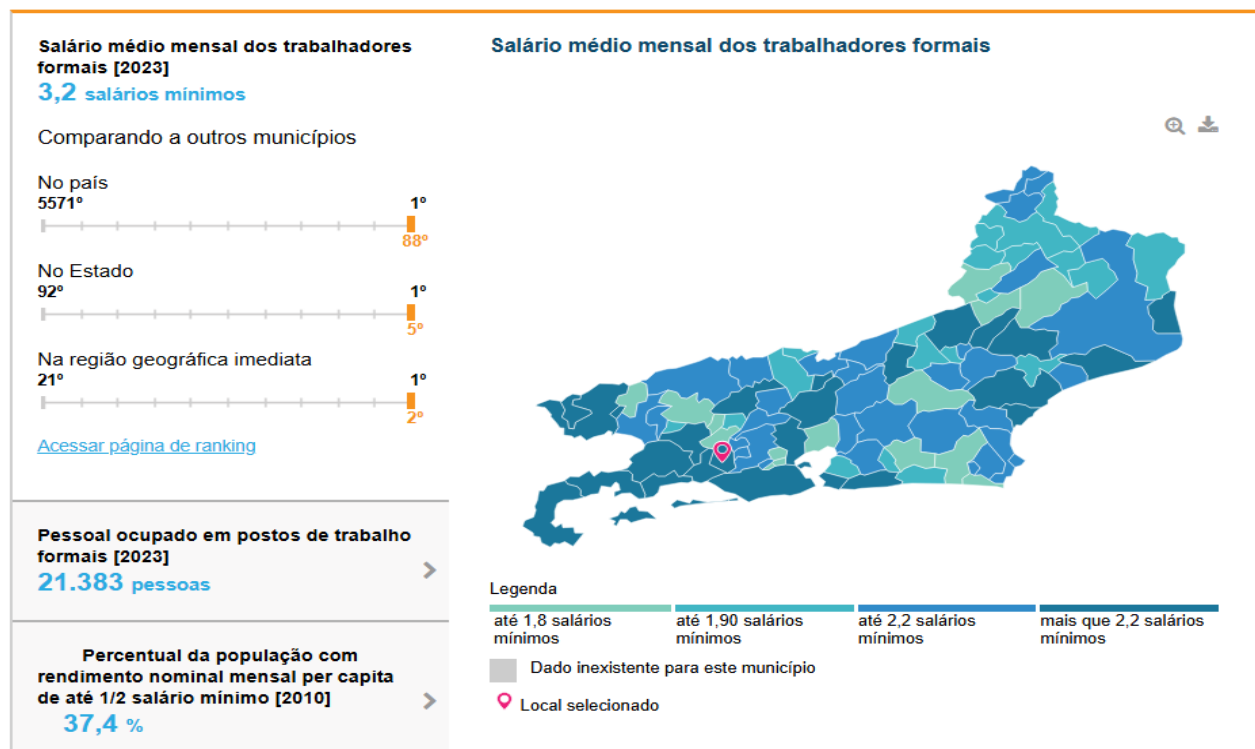 Salário médio mensal dos trabalhadores
formais [2023]
3,2 salários mínimos
Comparando a outros municípios
No país
5571º 1º
88º
No Estado
92º 1º
5º
Na região geográfica imediata
21º 1º
2º
Acessar página de ranking
Pessoal ocupado em postos de trabalho
formais [2023]
21.383 pessoas
Percentual da população com
rendimento nominal mensal per capita
de até 1/2 salário mínimo [2010]
37,4 %
Salário médio mensal dos trabalhadores formais
Legenda
até 1,8 salários
mínimos
até 1,90 salários
mínimos
até 2,2 salários
mínimos
mais que 2,2 salários
mínimos
Dado inexistente para este município
Local selecionado